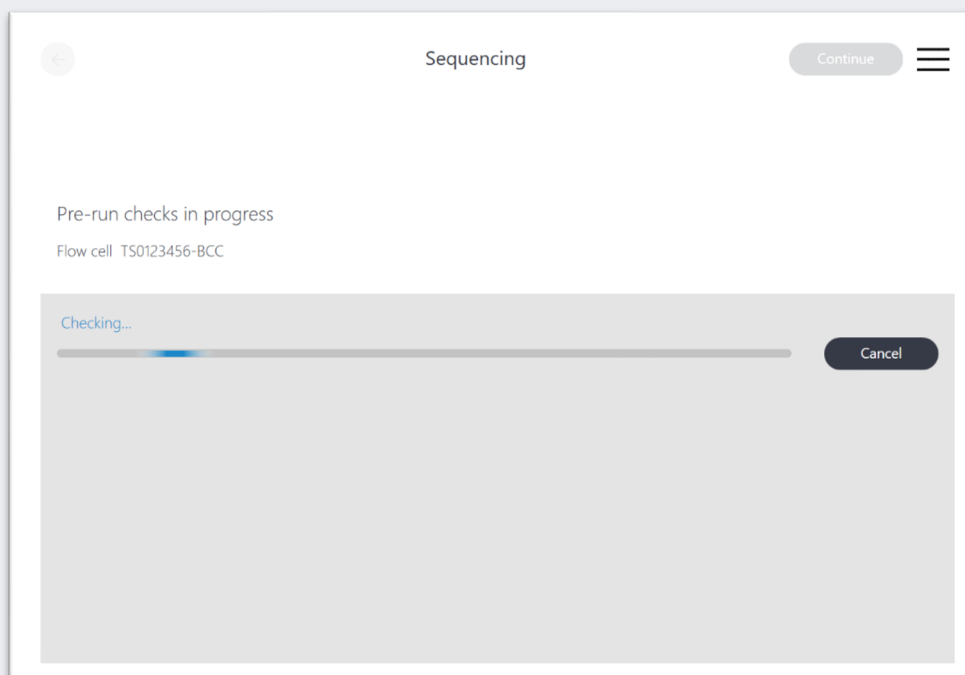 Sequencing
Continue
Pre-run checks in progress
Flow cell TS0123456-BCC
Checking...
Cancel